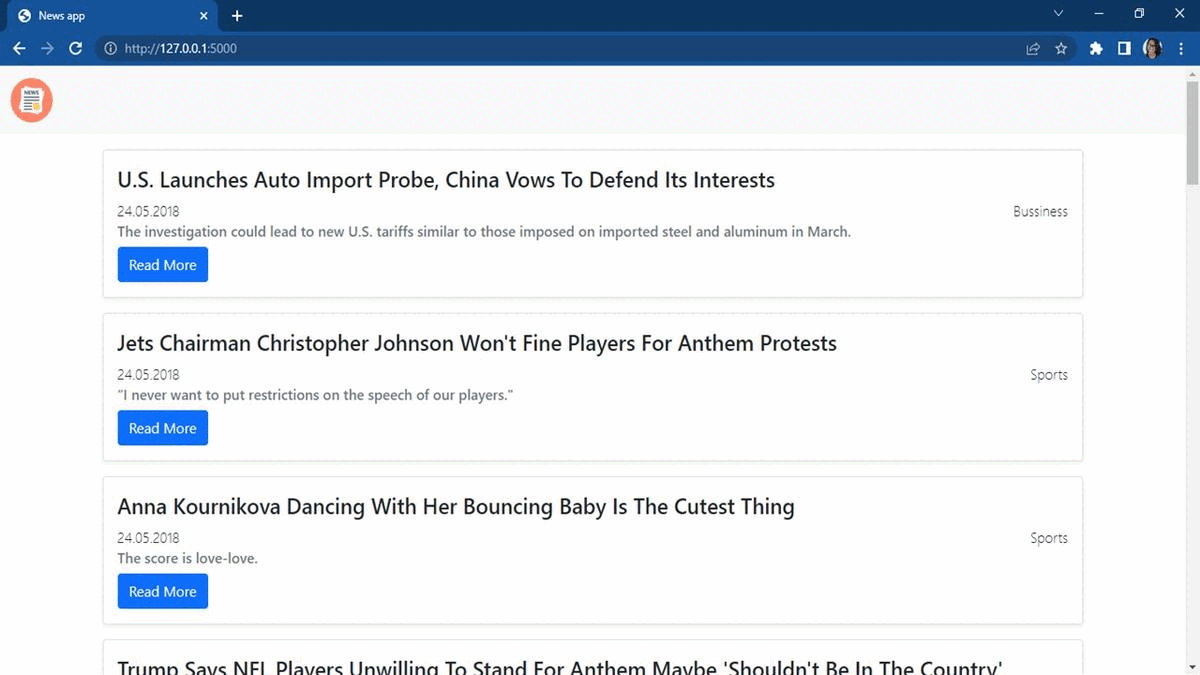 News app
http://127.0.0.1:5000
NEWS
U.S. Launches Auto Import Probe, China Vows To Defend Its Interests
24.05.2018 Bussiness
The investigation could lead to new U.S. tariffs similar to those imposed on imported steel and aluminum in March.
Read More
Jets Chairman Christopher Johnson Won't Fine Players For Anthem Protests
24.05.2018 Sports
"I never want to put restrictions on the speech of our players."
Read More
Anna Kournikova Dancing With Her Bouncing Baby Is The Cutest Thing
24.05.2018 Sports
The score is love-love.
Read More
Trump Says NFL Players Unwilling To Stand For Anthem Maybe 'Shouldn't Be In The Country'